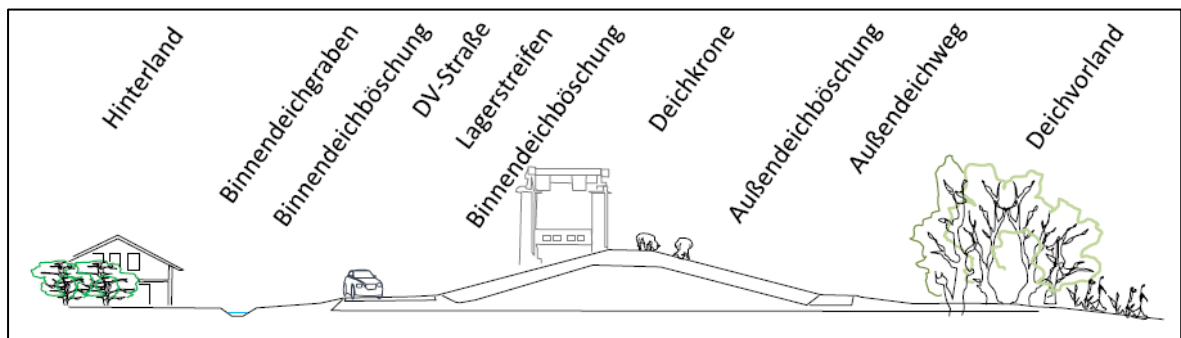 Hinterland
Binnendeichgraben
Binnendeichböschung
DV-Straße
Lagerstreifen
Binnendeichböschung
Deichkrone
Außendeichböschung
Außendeichweg
Deichvorland